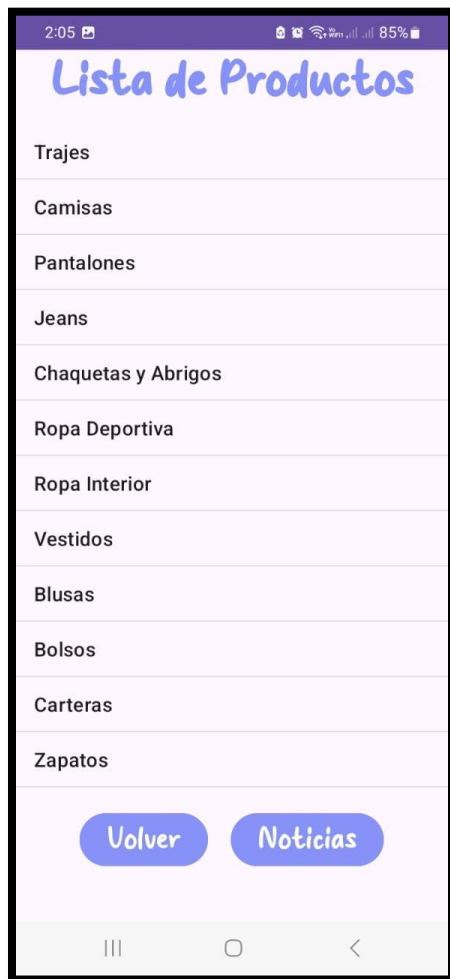 2:05 85%
Lista de Productos
Trajes
Camisas
Pantalones
Jeans
Chaquetas y Abrigos
Ropa Deportiva
Ropa Interior
Vestidos
Blusas
Bolsos
Carteras
Zapatos
Volver Noticias